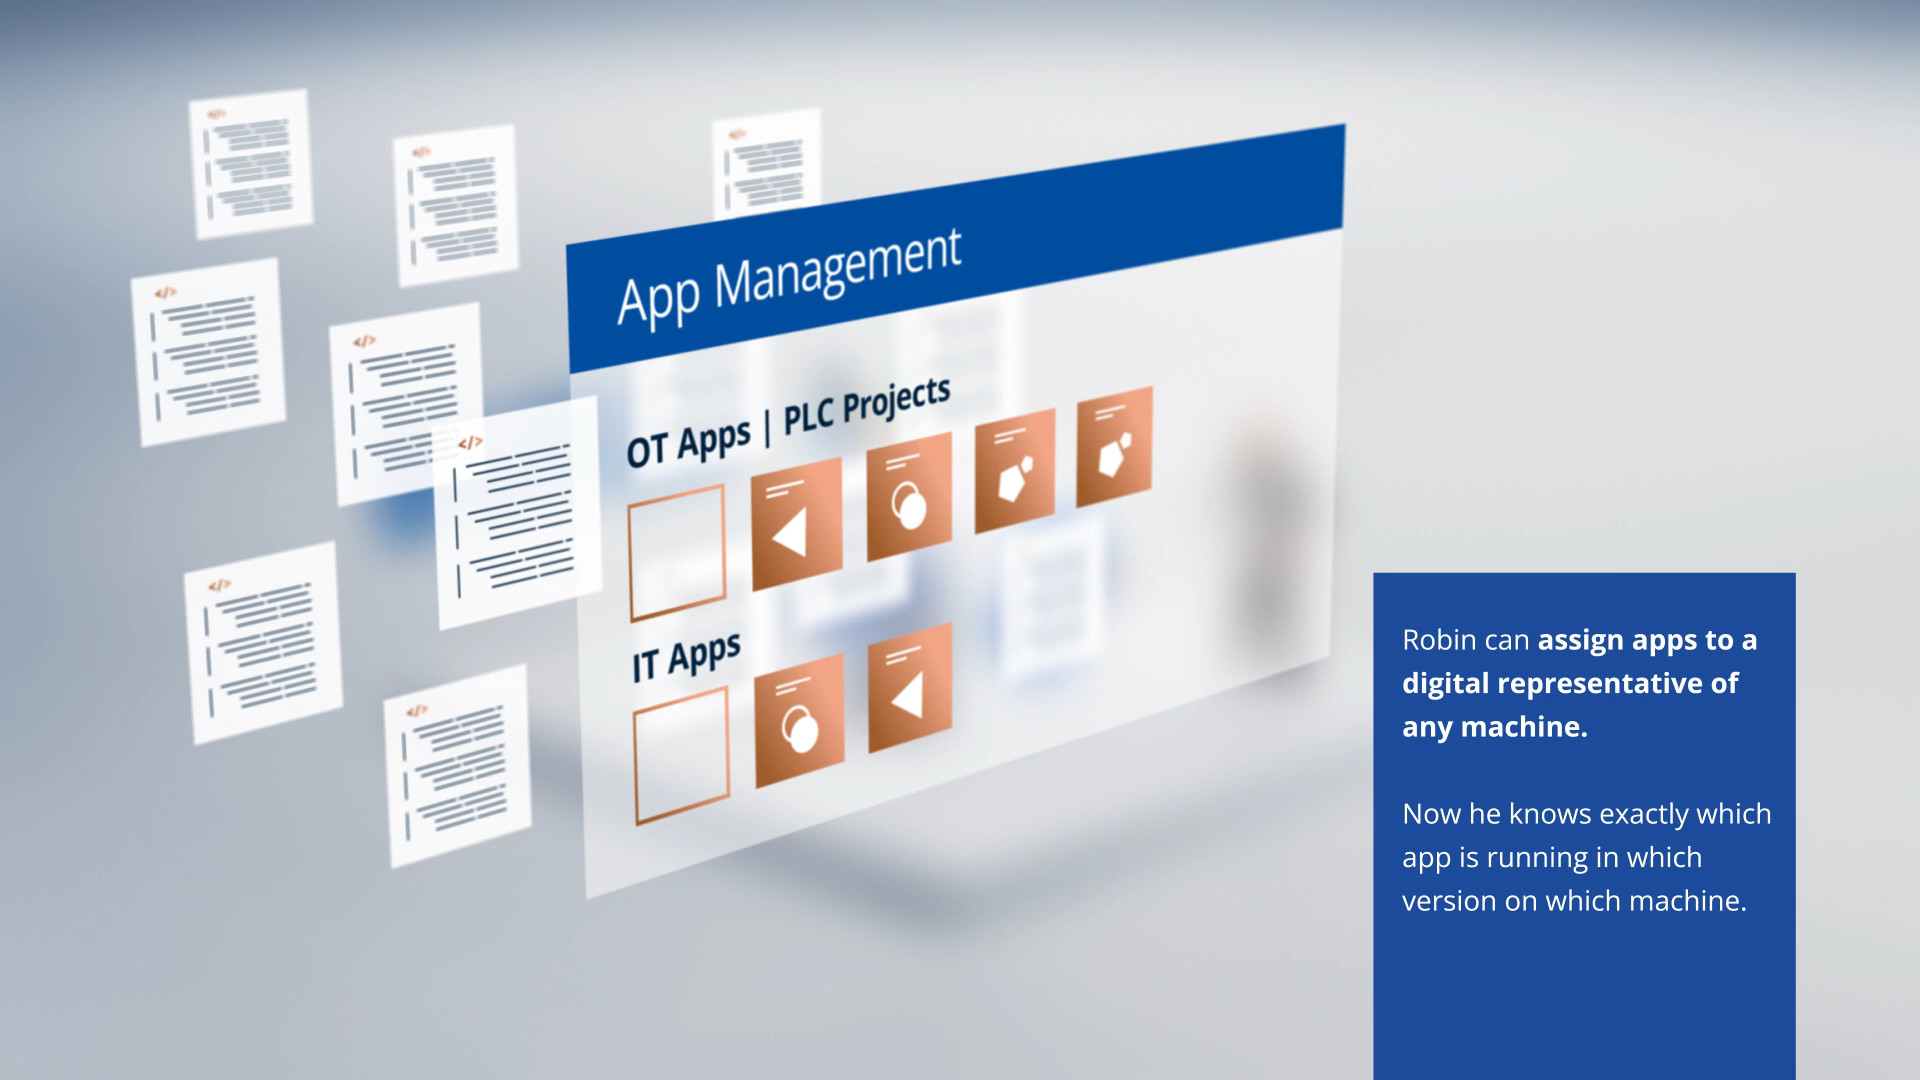 </>
</>
</>
</>
</>
</>
</>
</>
App Management
OT Apps | PLC Projects
IT Apps
Robin can assign apps to a
digital representative of
any machine.
Now he knows exactly which
app is running in which
version on which machine.